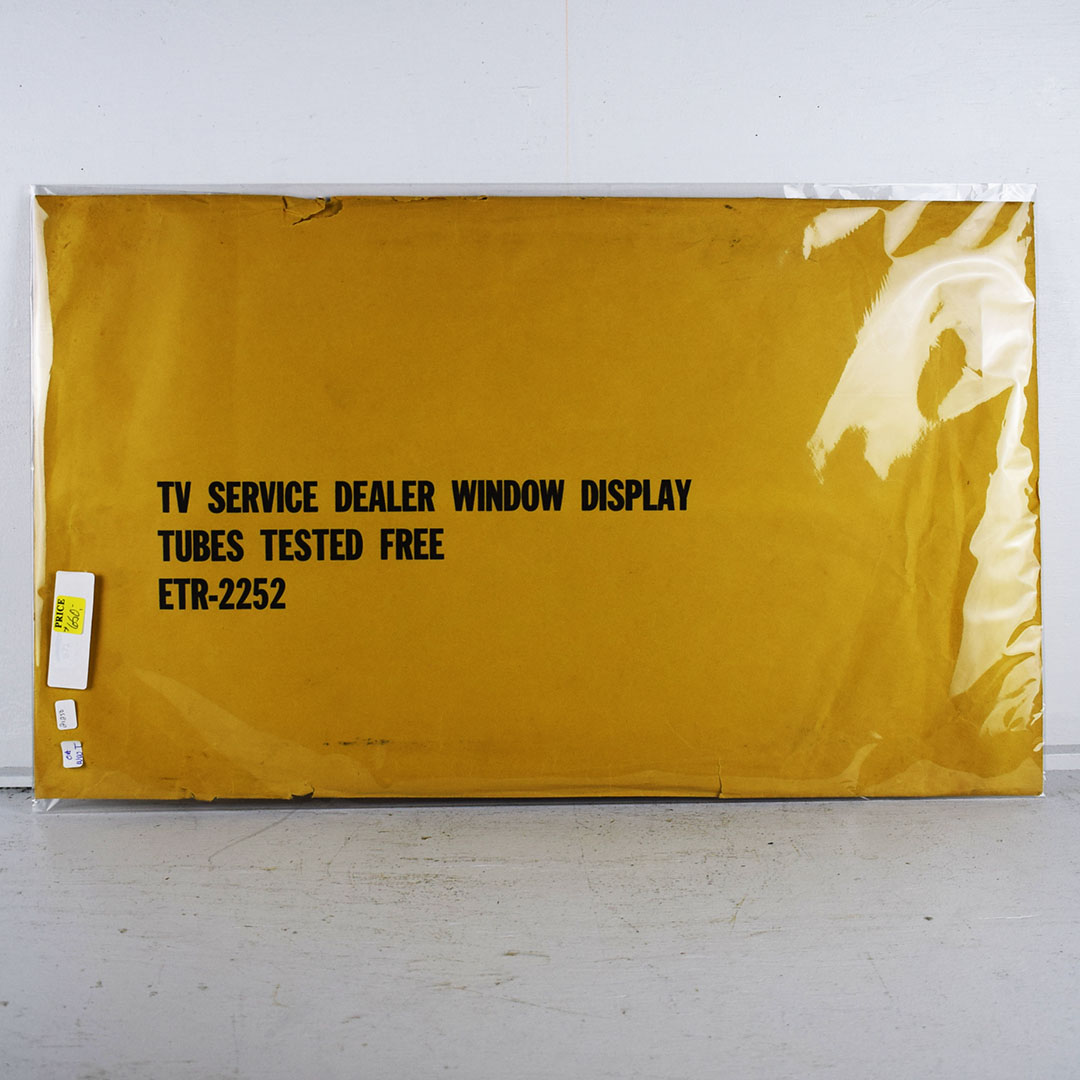 TV SERVICE DEALER WINDOW DISPLAY
TUBES TESTED FREE
ETR-2252
PRICE